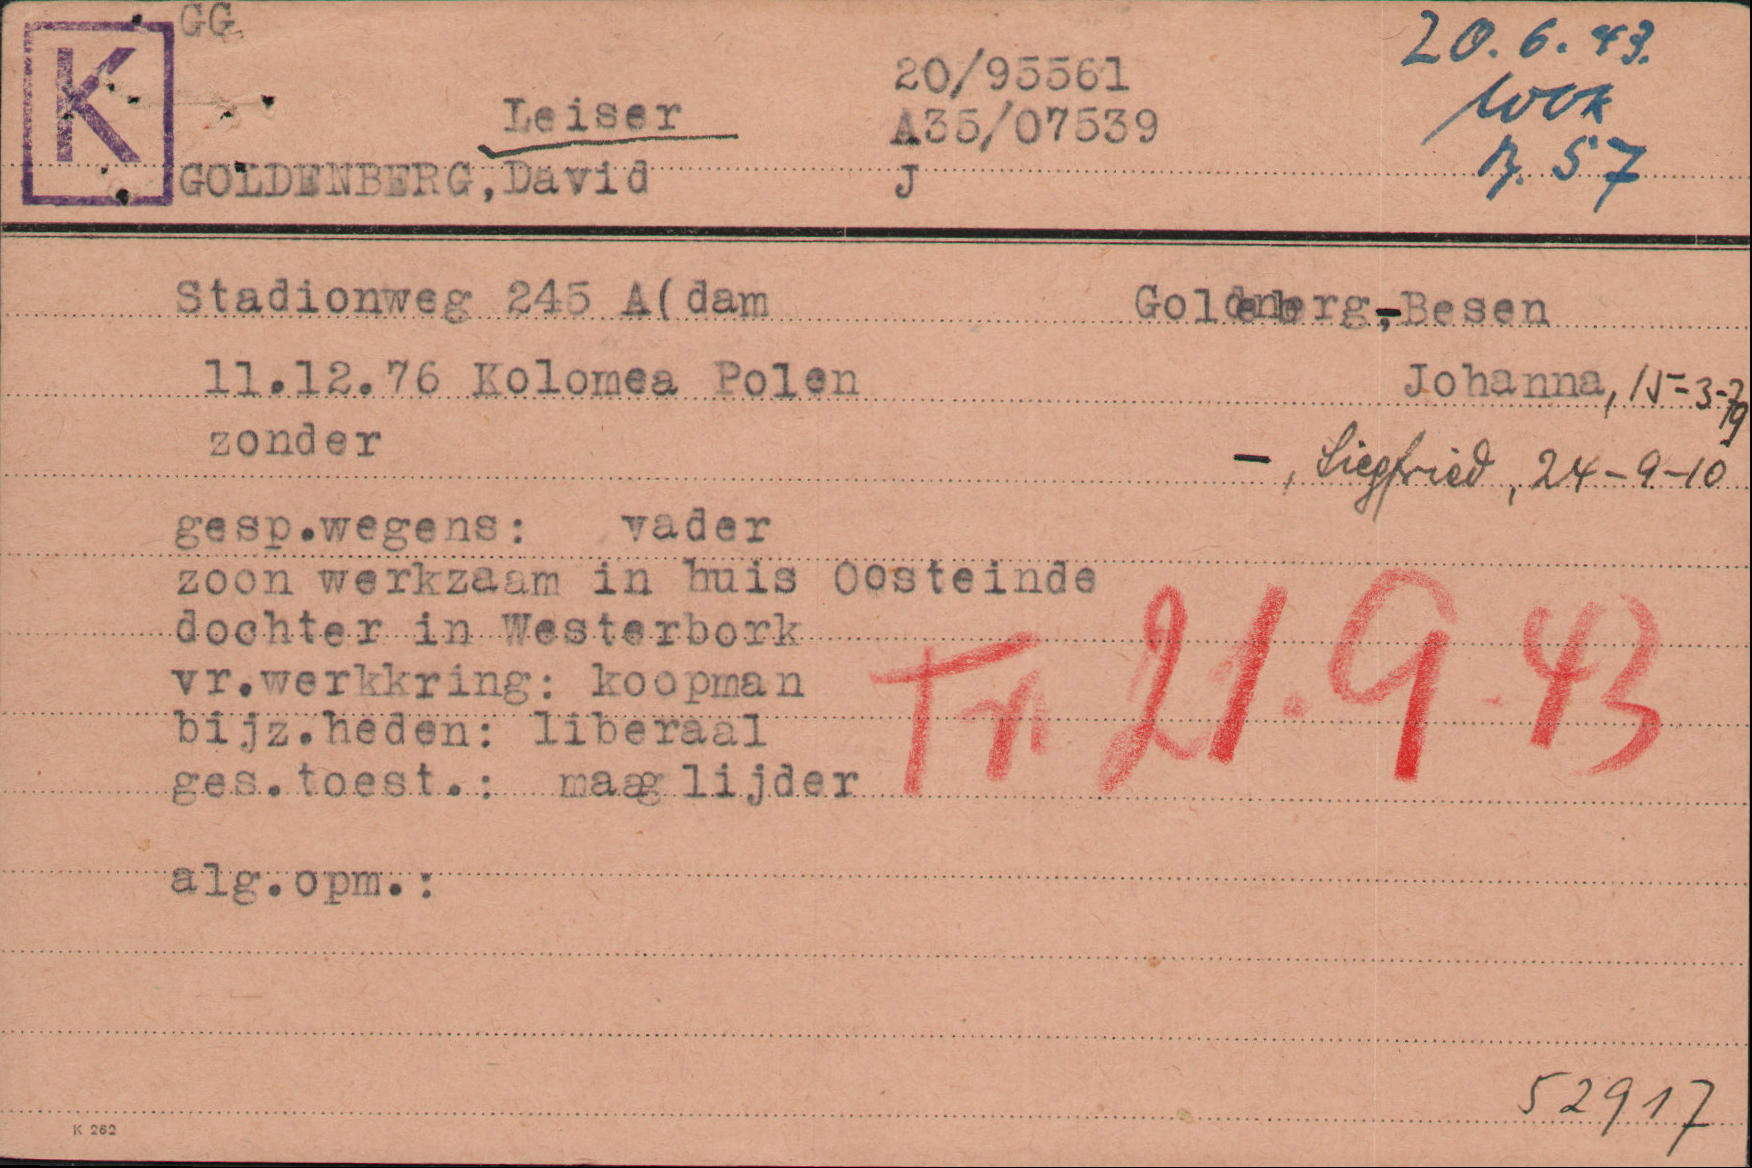 GG
K
20/95561
20.6.43.
Leiser
A35/07539
WBK
GOLDENBERG,David
J
B. 57
Stadionweg 245 A(dam
Goldenberg,-Besen
11.12.76 Kolomea Polen
Johanna, 15-3-79
zonder
-, Siegfried, 24-9-10
gesp.wegens: vader
zoon werkzaam in huis Oosteinde
dochter in Westerbork
Tr 21.9.43
vr.werkkring: koopman
bijz.heden: liberaal
ges.toest.: maaglijder
alg.opm.:
52917
K 262